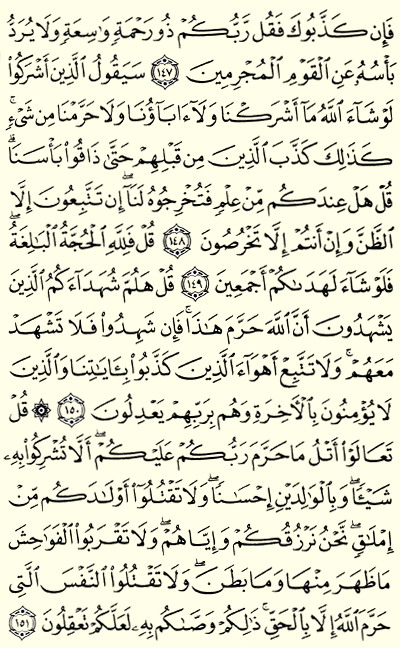 فَإِن كَذَّبُوكَ فَقُل رَّبُّكُمْ ذُو رَحْمَةٍ وَٰسِعَةٍ وَلَا يُرَدُّ
بَأْسُهُۥ عَنِ ٱلْقَوْمِ ٱلْمُجْرِمِينَ ١٤٧ سَيَقُولُ ٱلَّذِينَ أَشْرَكُوا۟
لَوْ شَآءَ ٱللَّهُ مَآ أَشْرَكْنَا وَلَآ ءَابَآؤُنَا وَلَا حَرَّمْنَا مِن شَىْءٍ ۚ
كَذَٰلِكَ كَذَّبَ ٱلَّذِينَ مِن قَبْلِهِمْ حَتَّىٰ ذَاقُوا۟ بَأْسَنَا ۗ
قُلْ هَلْ عِندَكُم مِّنْ عِلْمٍ فَتُخْرِجُوهُ لَنَآ ۖ إِن تَتَّبِعُونَ إِلَّا
ٱلظَّنَّ وَإِنْ أَنتُمْ إِلَّا تَخْرُصُونَ ١٤٨ قُلْ فَلِلَّهِ ٱلْحُجَّةُ ٱلْبَٰلِغَةُ ۖ
فَلَوْ شَآءَ لَهَدَىٰكُمْ أَجْمَعِينَ ١٤٩ قُلْ هَلُمَّ شُهَدَآءَكُمُ ٱلَّذِينَ
يَشْهَدُونَ أَنَّ ٱللَّهَ حَرَّمَ هَٰذَا ۖ فَإِن شَهِدُوا۟ فَلَا تَشْهَدْ
مَعَهُمْ ۚ وَلَا تَتَّبِعْ أَهْوَآءَ ٱلَّذِينَ كَذَّبُوا۟ بِـَٔايَٰتِنَا وَٱلَّذِينَ
لَا يُؤْمِنُونَ بِٱلْءَاخِرَةِ وَهُم بِرَبِّهِمْ يَعْدِلُونَ ١٥٠ ۞ قُلْ
تَعَالَوْا۟ أَتْلُ مَا حَرَّمَ رَبُّكُمْ عَلَيْكُمْ ۖ أَلَّا تُشْرِكُوا۟ بِهِۦ
شَيْـًٔا ۖ وَبِٱلْوَٰلِدَيْنِ إِحْسَٰنًا ۖ وَلَا تَقْتُلُوٓا۟ أَوْلَٰدَكُم مِّنْ
إِمْلَٰقٍ ۖ نَّحْنُ نَرْزُقُكُمْ وَإِيَّاهُمْ ۖ وَلَا تَقْرَبُوا۟ ٱلْفَوَٰحِشَ
مَا ظَهَرَ مِنْهَا وَمَا بَطَنَ ۖ وَلَا تَقْتُلُوا۟ ٱلنَّفْسَ ٱلَّتِى
حَرَّمَ ٱللَّهُ إِلَّا بِٱلْحَقِّ ۚ ذَٰلِكُمْ وَصَّىٰكُم بِهِۦ لَعَلَّكُمْ تَعْقِلُونَ ١٥١